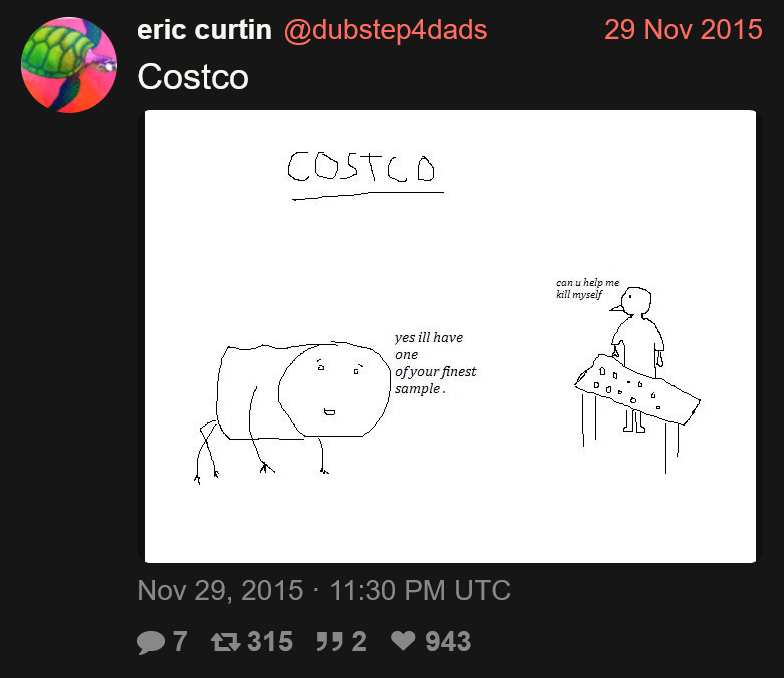 eric curtin @dubstep4dads 29 Nov 2015
Costco
COSTCO
can u help me
kill myself
yes ill have
one
of your finest
sample .
Nov 29, 2015 · 11:30 PM UTC
7 315 2 943